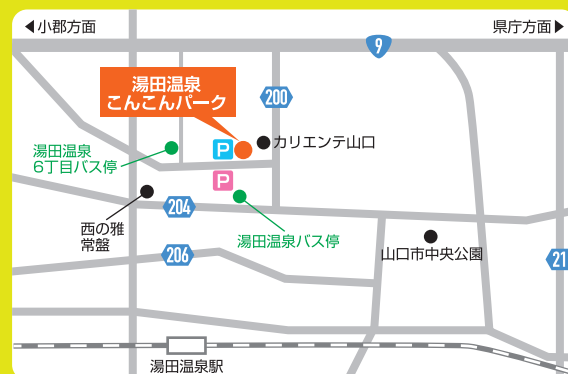 ◀小郡方面
県庁方面▶
9
湯田温泉
こんこんパーク
200
P
カリエンテ山口
湯田温泉
6丁目バス停
P
204
西の雅
常盤
湯田温泉バス停
山口市中央公園
206
21
湯田温泉駅